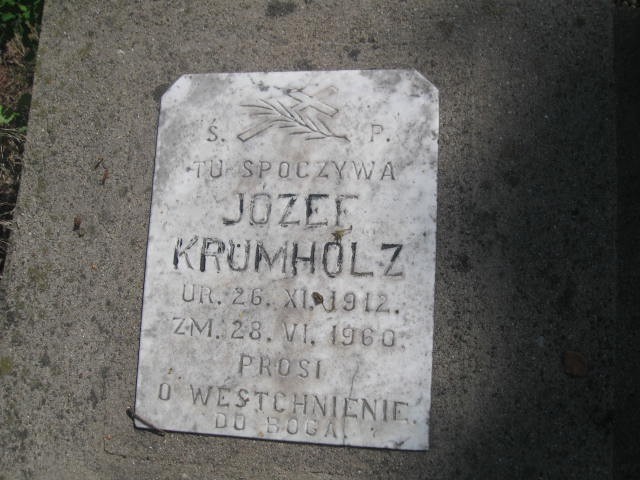 Ś. P.
TU SPOCZYWA
JÓZEF
KRUMHOLZ
UR. 26. XI. 1912.
ZM. 28. VI. 1960.
PROSI
O WESTCHNIENIE
DO BOGA.